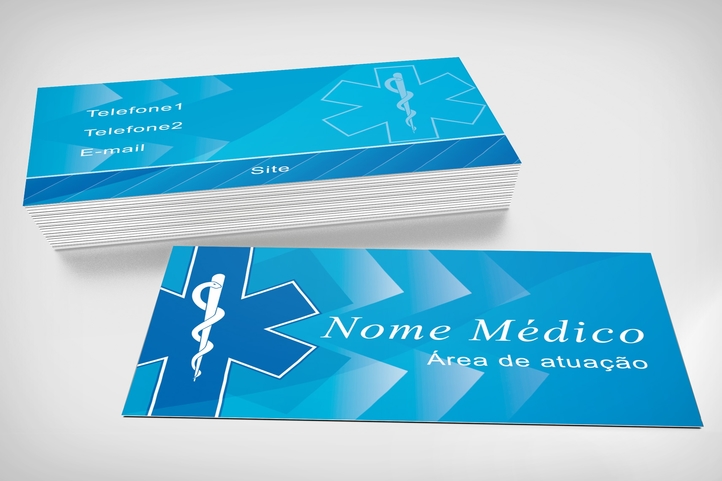 Telefone1
Telefone2
E-mail
Site
Nome Médico
Área de atuação